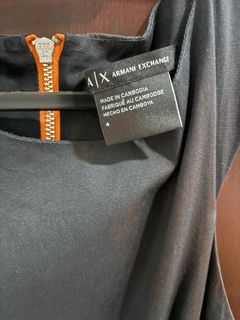 A|X ARMANI EXCHANGE
MADE IN CAMBODIA
FABRIQUÉ AU CAMBODGE
HECHO EN CAMBOYA
4